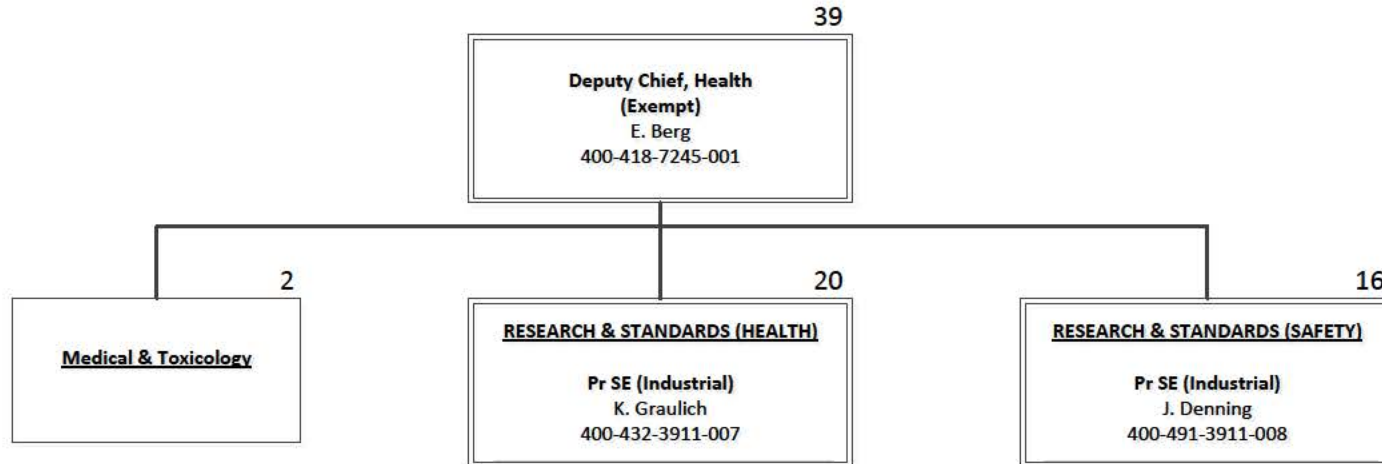 39
Deputy Chief, Health
(Exempt)
E. Berg
400-418-7245-001
2
Medical & Toxicology
20
RESEARCH & STANDARDS (HEALTH)
Pr SE (Industrial)
K. Graulich
400-432-3911-007
16
RESEARCH & STANDARDS (SAFETY)
Pr SE (Industrial)
J. Denning
400-491-3911-008